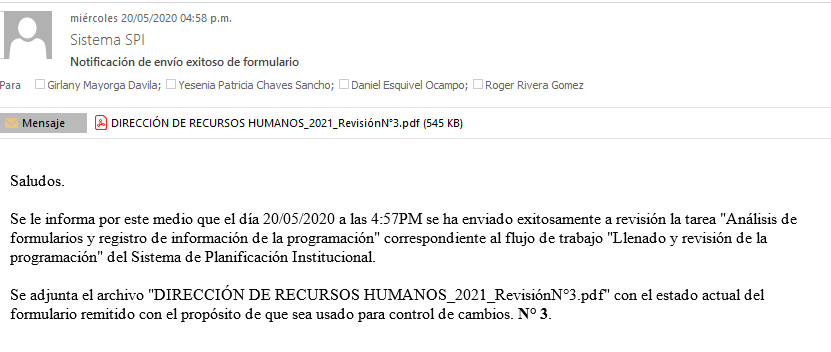 miércoles 20/05/2020 04:58 p.m.
Sistema SPI
Notificación de envío exitoso de formulario
Para Girlany Mayorga Davila; Yesenia Patricia Chaves Sancho; Daniel Esquivel Ocampo; Roger Rivera Gomez
Mensaje DIRECCIÓN DE RECURSOS HUMANOS_2021_RevisiónN°3.pdf (545 KB)
Saludos.
Se le informa por este medio que el día 20/05/2020 a las 4:57PM se ha enviado exitosamente a revisión la tarea "Análisis de
formularios y registro de información de la programación" correspondiente al flujo de trabajo "Llenado y revisión de la
programación" del Sistema de Planificación Institucional.
Se adjunta el archivo "DIRECCIÓN DE RECURSOS HUMANOS_2021_RevisiónN°3.pdf" con el estado actual del
formulario remitido con el propósito de que sea usado para control de cambios. N° 3.